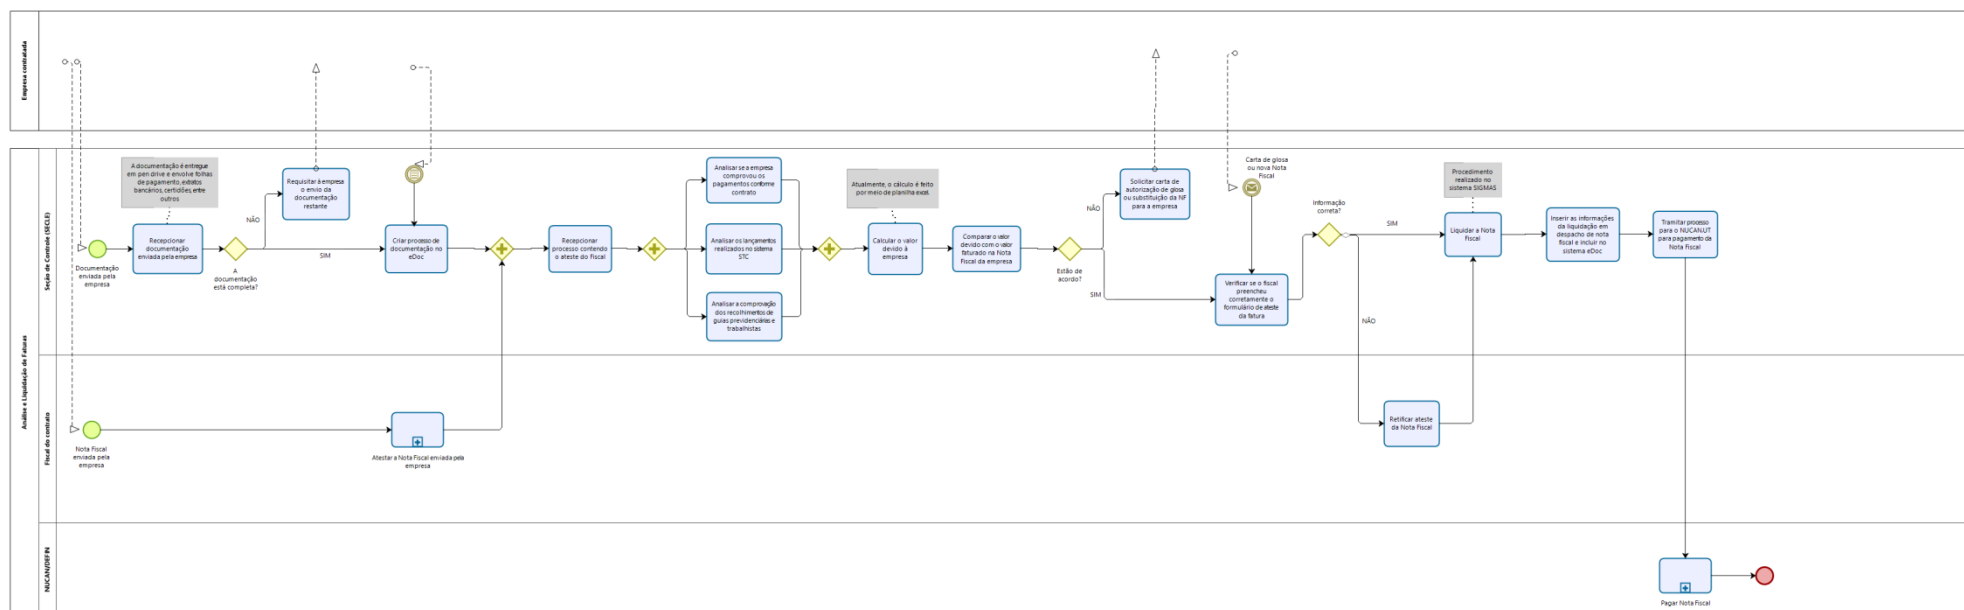 Empresa contratada
Análise e Liquidação de Faturas
Seção de Controle (SECLE)
A documentação é entregue
em pen drive e envolve folhas
de pagamento, extratos
bancários, certidões, entre
outros
Documentação
enviada pela
empresa
Recepcionar
documentação
enviada pela empresa
A
documentação
está completa?
NÃO
SIM
Requisitar à empresa
o envio da
documentação
restante
Criar processo de
documentação no
eDoc
Recepcionar
processo contendo
o ateste do Fiscal
Analisar se a empresa
comprovou os
pagamentos conforme
contrato
Analisar os lançamentos
realizados no sistema
STC
Analisar a comprovação
dos recolhimentos de
guias previdenciárias e
trabalhistas
Atualmente, o cálculo é feito
por meio de planilha excel.
Calcular o valor
devido à
empresa
Comparar o valor
devido com o valor
faturado na Nota
Fiscal da empresa
Estão de
acordo?
NÃO
SIM
Solicitar carta de
autorização de glosa
ou substituição da NF
para a empresa
Carta de glosa
ou nova Nota
Fiscal
Verificar se o fiscal
preencheu
corretamente o
formulário de ateste
da fatura
Informação
correta?
SIM
NÃO
Procedimento
realizado no
sistema SIGMAS
Liquidar a Nota
Fiscal
Inserir as informações
da liquidação em
despacho de nota
fiscal e incluir no
sistema eDoc
Tramitar processo
para o NUCAN.UT
para pagamento da
Nota Fiscal
Fiscal do contrato
Nota Fiscal
enviada pela
empresa
Atestar a Nota Fiscal enviada pela
empresa
Retificar ateste
da Nota Fiscal
NUCAN/DEFIN
Pagar Nota Fiscal